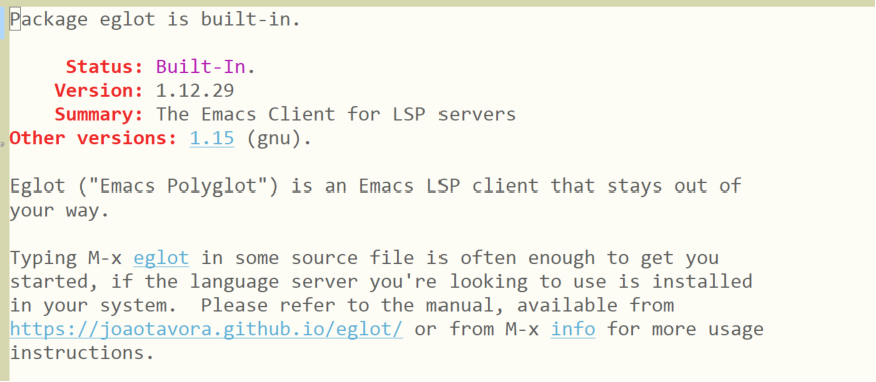 Package eglot is built-in.
Status: Built-In.
Version: 1.12.29
Summary: The Emacs Client for LSP servers
Other versions: 1.15 (gnu).
Eglot ("Emacs Polyglot") is an Emacs LSP client that stays out of
your way.
Typing M-x eglot in some source file is often enough to get you
started, if the language server you're looking to use is installed
in your system.  Please refer to the manual, available from
https://joaotavora.github.io/eglot/ or from M-x info for more usage
instructions.